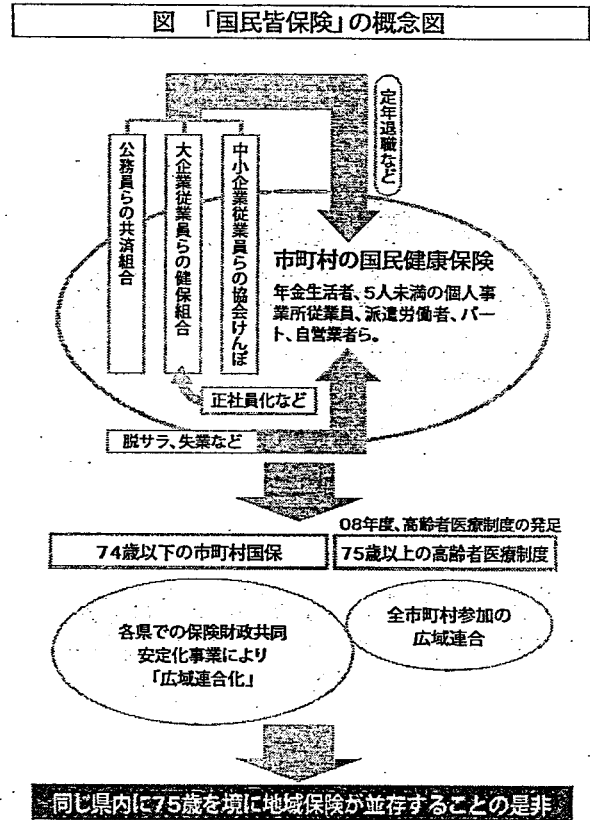 図 「国民皆保険」の概念図
定年退職など
公務員らの共済組合
大企業従業員らの健保組合
中小企業従業員らの協会けんぽ
市町村の国民健康保険
年金生活者、5人未満の個人事
業所従業員、派遣労働者、パー
ト、自営業者ら。
正社員化など
脱サラ、失業など
08年度、高齢者医療制度の発足
74歳以下の市町村国保
75歳以上の高齢者医療制度
各県での保険財政共同
安定化事業により
「広域連合化」
全市町村参加の
広域連合
同じ県内に75歳を境に地域保険が並存することの是非